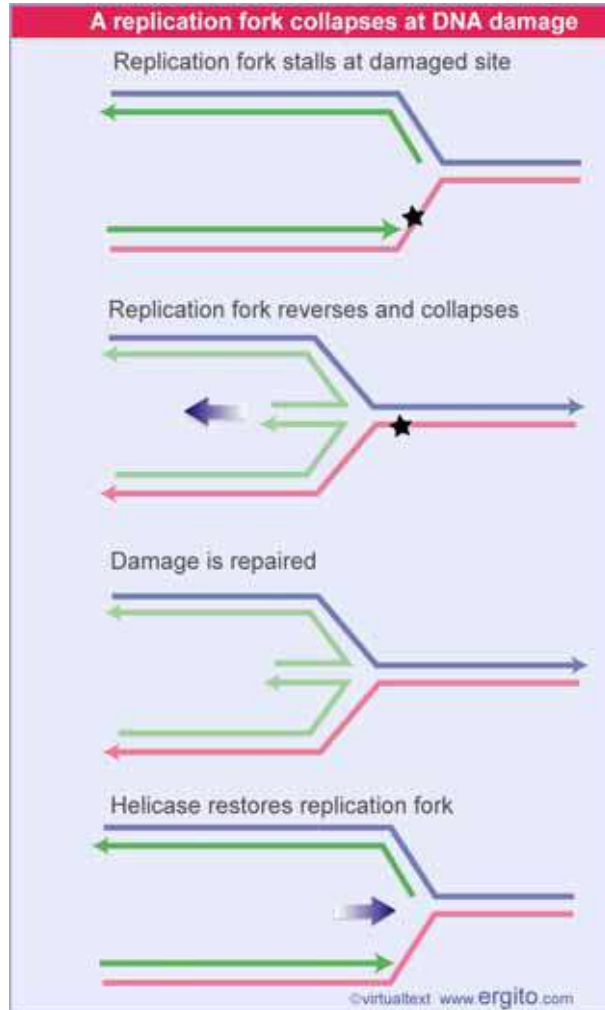 A replication fork collapses at DNA damage
Replication fork stalls at damaged site
Replication fork reverses and collapses
Damage is repaired
Helicase restores replication fork
©virtualtext www.ergito.com